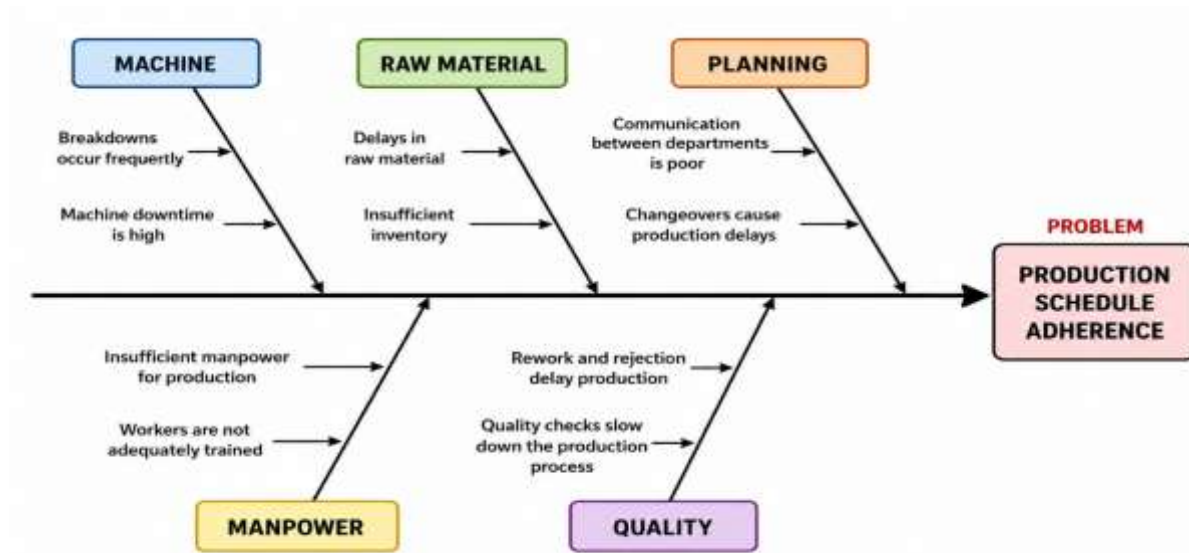 MACHINE
RAW MATERIAL
PLANNING
Breakdowns
occur frequertly
Machine downtime
is high
Delays in
raw material
Insufficient
inventory
Communication
between departments
is poor
Changeovers cause
production delays
PROBLEM
PRODUCTION
SCHEDULE
ADHERENCE
Insufficient manpower
for production
Workers are not
adequately trained
Rework and rejection
delay production
Quality checks slow
down the production
process
MANPOWER
QUALITY